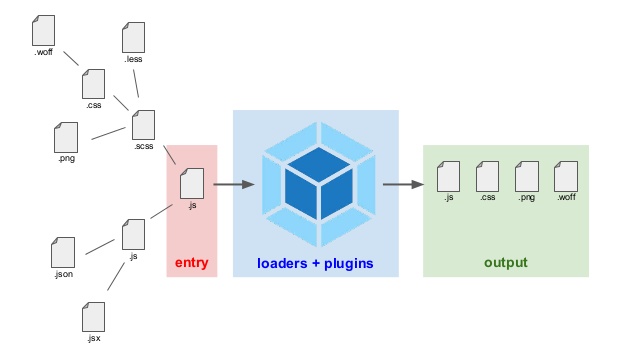 .woff
.less
.css
.png
.scss
.js
.js
.json
.jsx
entry
loaders + plugins
.js
.css
.png
.woff
output